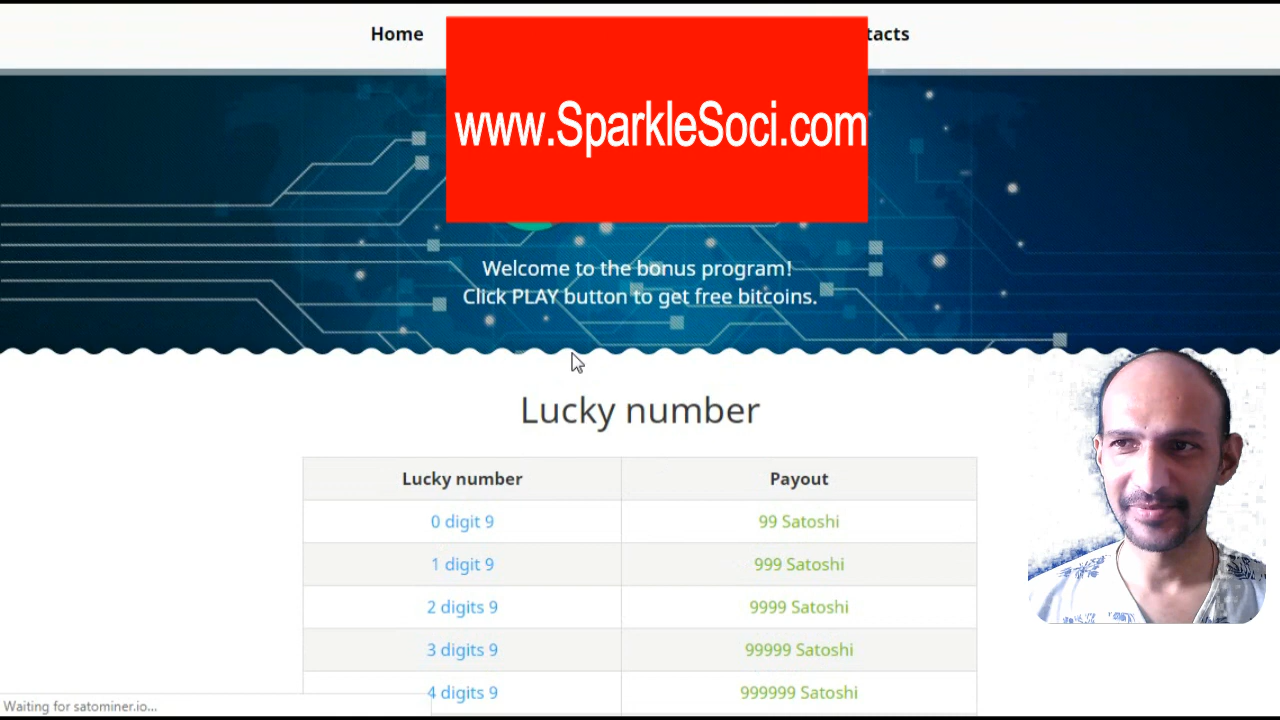 Home
tacts
www.SparkleSoci.com
Welcome to the bonus program!
Click PLAY button to get free bitcoins.
Lucky number
Lucky number Payout
0 digit 9 99 Satoshi
1 digit 9 999 Satoshi
2 digits 9 9999 Satoshi
3 digits 9 99999 Satoshi
4 digits 9 999999 Satoshi
Waiting for satominer.io...